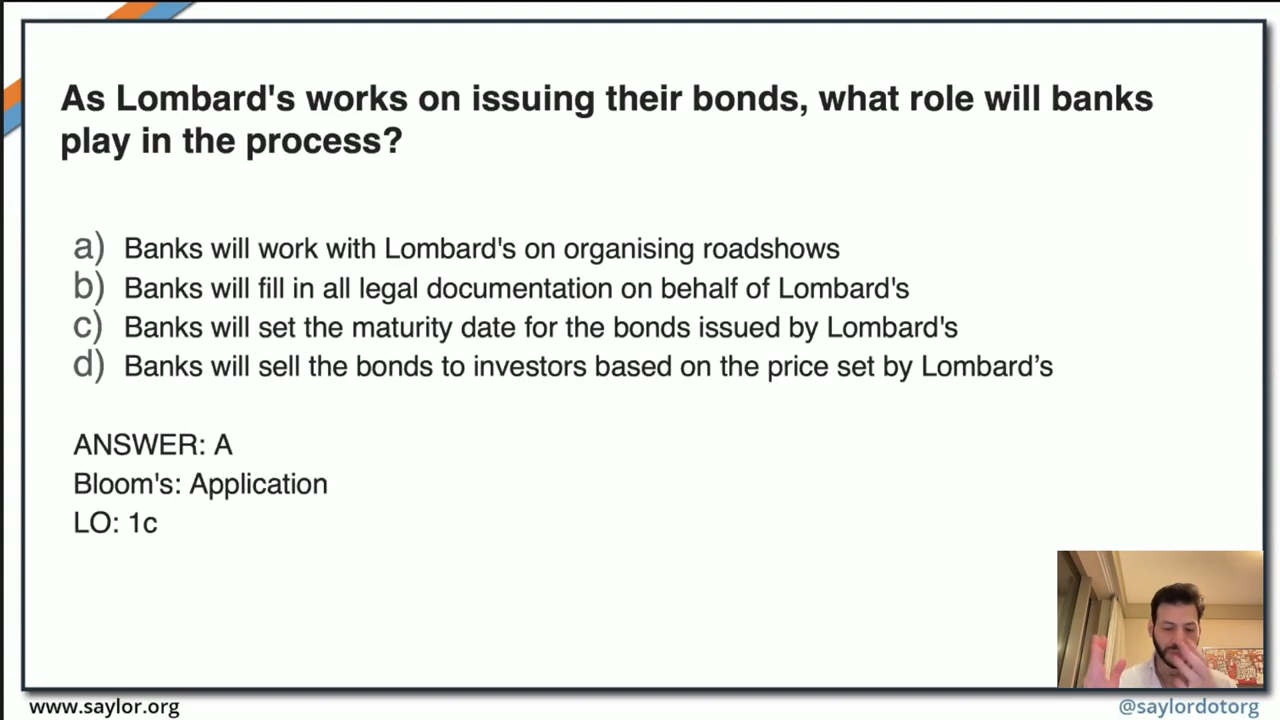 As Lombard's works on issuing their bonds, what role will banks
play in the process?
a) Banks will work with Lombard's on organising roadshows
b) Banks will fill in all legal documentation on behalf of Lombard's
c) Banks will set the maturity date for the bonds issued by Lombard's
d) Banks will sell the bonds to investors based on the price set by Lombard’s
ANSWER: A
Bloom's: Application
LO: 1c
www.saylor.org
@saylordotorg